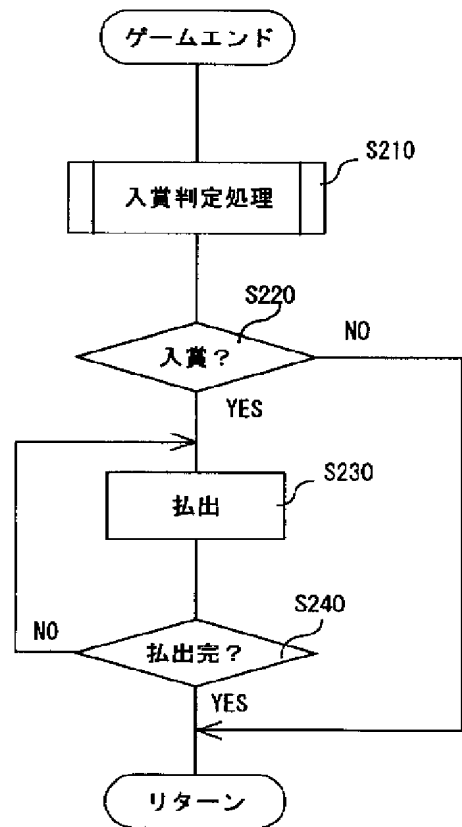 ゲームエンド
S210
入賞判定処理
S220
入賞？
NO
YES
S230
払出
S240
NO
払出完？
YES
リターン